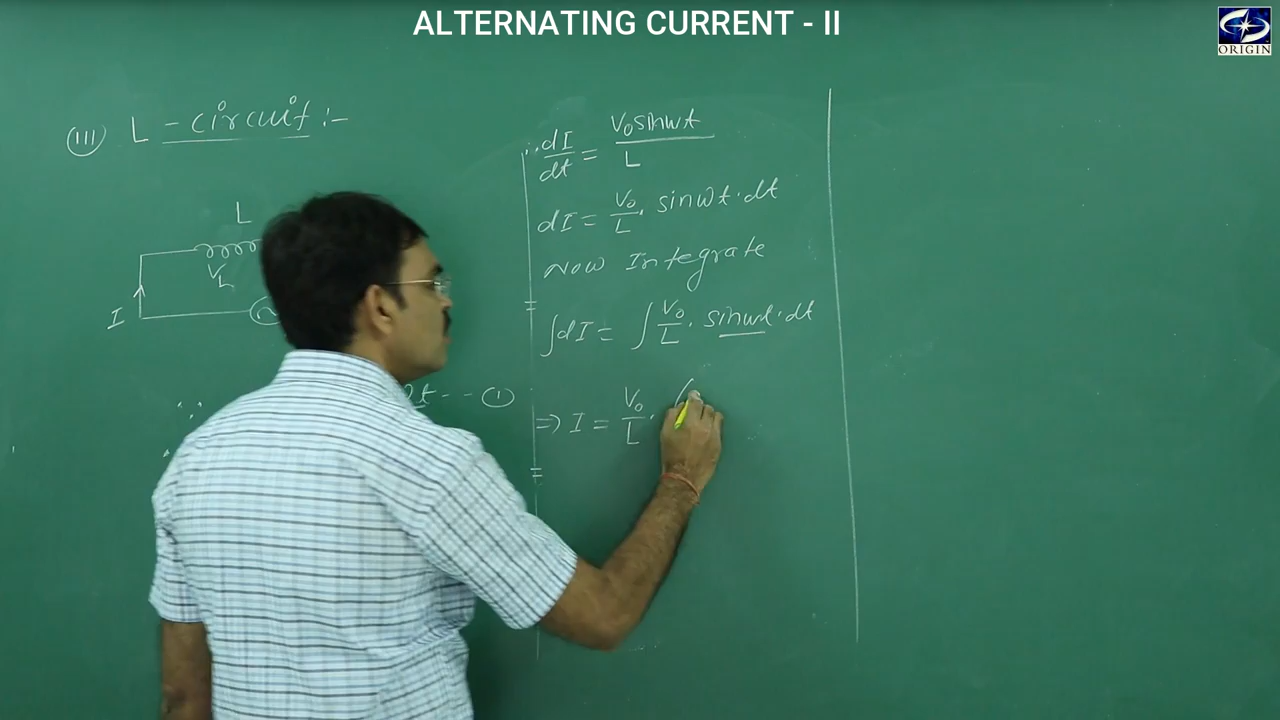 ALTERNATING CURRENT - II
ORIGIN
(III) L - circuit :-
L
V_L
I
∴
t - - ①
∴ dI/dt = V₀sinωt / L
dI = V₀/L . sinωt . dt
Now Integrate
∫dI = ∫ V₀/L . sinωt . dt
⇒ I = V₀/L . (